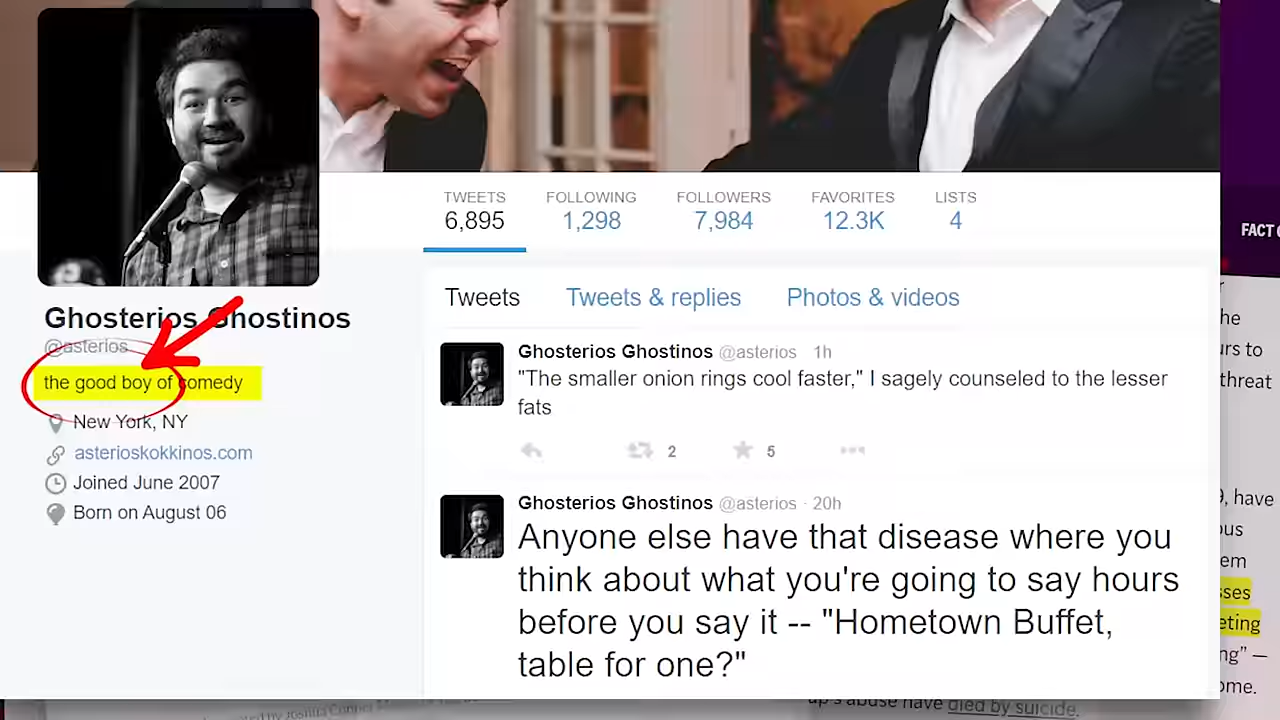 TWEETS FOLLOWING FOLLOWERS FAVORITES LISTS
6,895 1,298 7,984 12.3K 4
FACT
Tweets Tweets & replies Photos & videos
Ghosterios Ghostinos
@asterios
the good boy of comedy
New York, NY
asterioskokkinos.com
Joined June 2007
Born on August 06
Ghosterios Ghostinos @asterios 1h
"The smaller onion rings cool faster," I sagely counseled to the lesser
fats
2 5
Ghosterios Ghostinos @asterios · 20h
Anyone else have that disease where you
think about what you're going to say hours
before you say it -- "Hometown Buffet,
table for one?"
threat
have
died by suicide.